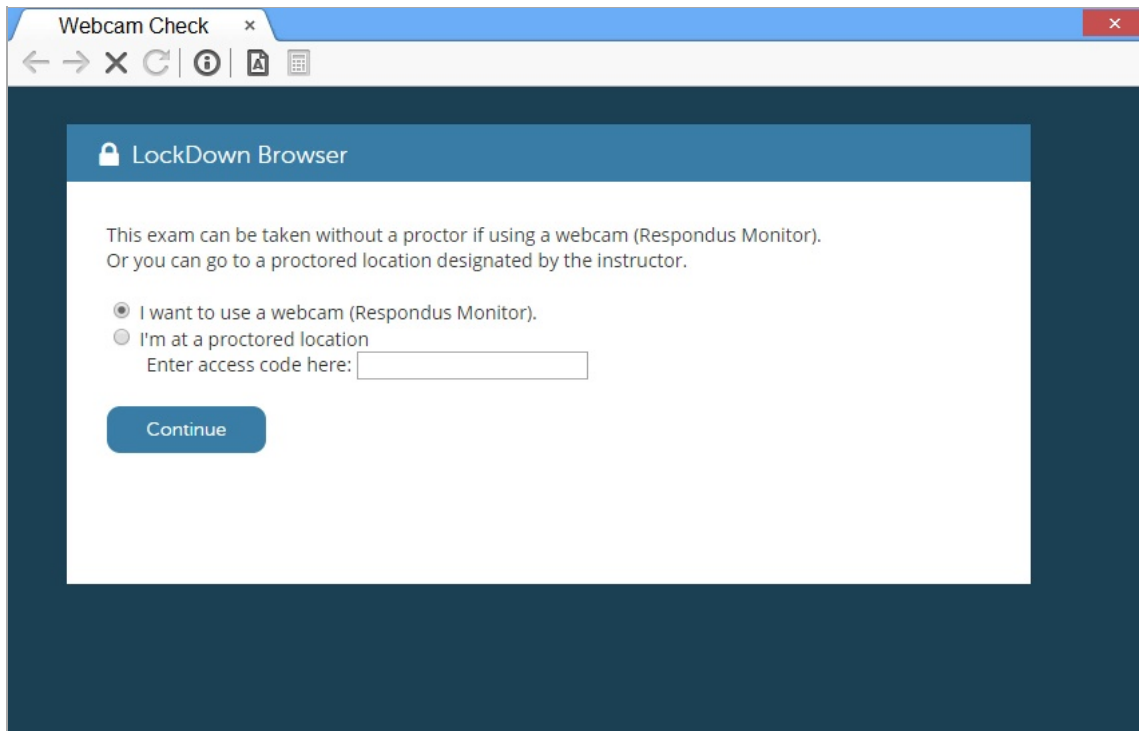 Webcam Check
LockDown Browser
This exam can be taken without a proctor if using a webcam (Respondus Monitor).
Or you can go to a proctored location designated by the instructor.
I want to use a webcam (Respondus Monitor).
I'm at a proctored location
Enter access code here:
Continue